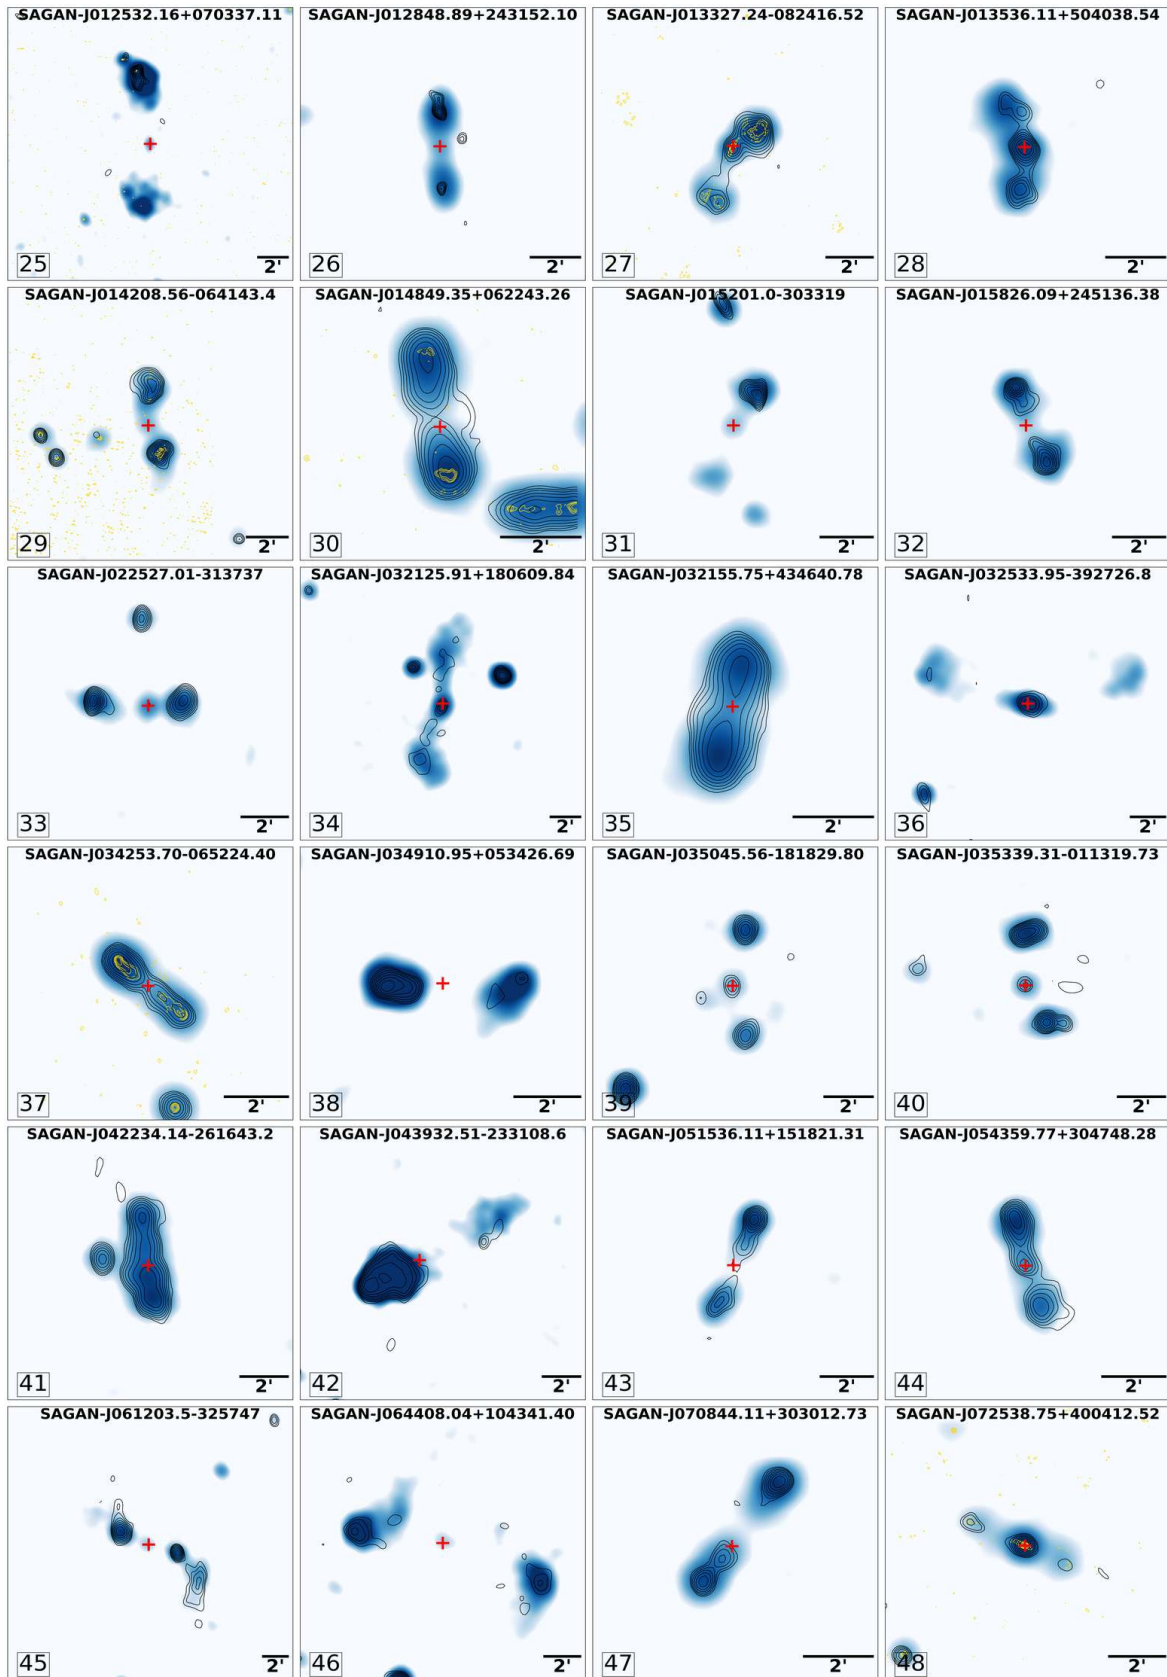 SAGAN-J012532.16+070337.11
2'
25
SAGAN-J012848.89+243152.10
2'
26
SAGAN-J013327.24-082416.52
2'
27
SAGAN-J013536.11+504038.54
2'
28
SAGAN-J014208.56-064143.4
2'
29
SAGAN-J014849.35+062243.26
2'
30
SAGAN-J015201.0-303319
2'
31
SAGAN-J015826.09+245136.38
2'
32
SAGAN-J022527.01-313737
2'
33
SAGAN-J032125.91+180609.84
2'
34
SAGAN-J032155.75+434640.78
2'
35
SAGAN-J032533.95-392726.8
2'
36
SAGAN-J034253.70-065224.40
2'
37
SAGAN-J034910.95+053426.69
2'
38
SAGAN-J035045.56-181829.80
2'
39
SAGAN-J035339.31-011319.73
2'
40
SAGAN-J042234.14-261643.2
2'
41
SAGAN-J043932.51-233108.6
2'
42
SAGAN-J051536.11+151821.31
2'
43
SAGAN-J054359.77+304748.28
2'
44
SAGAN-J061203.5-325747
2'
45
SAGAN-J064408.04+104341.40
2'
46
SAGAN-J070844.11+303012.73
2'
47
SAGAN-J072538.75+400412.52
2'
48